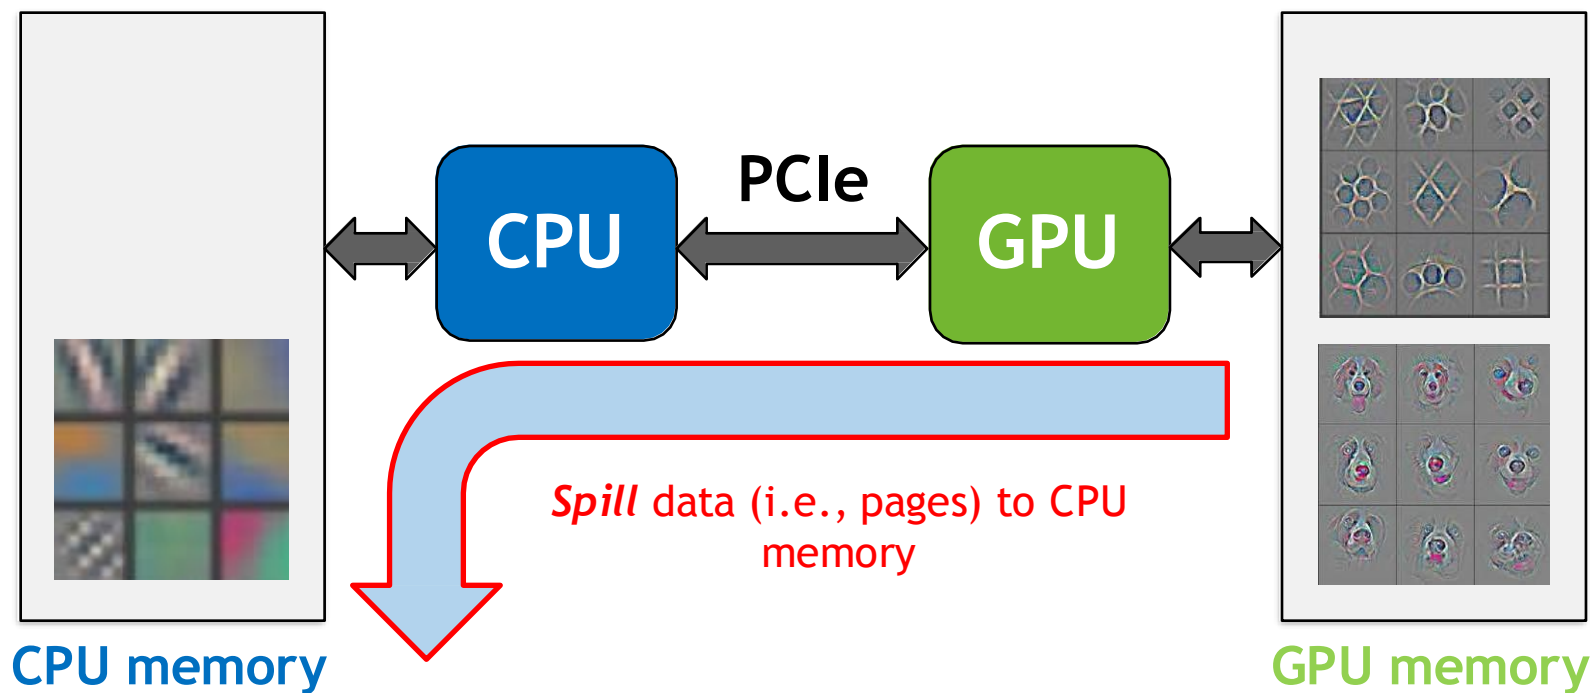 PCIe
CPU
GPU
Spill data (i.e., pages) to CPU
memory
CPU memory
GPU memory